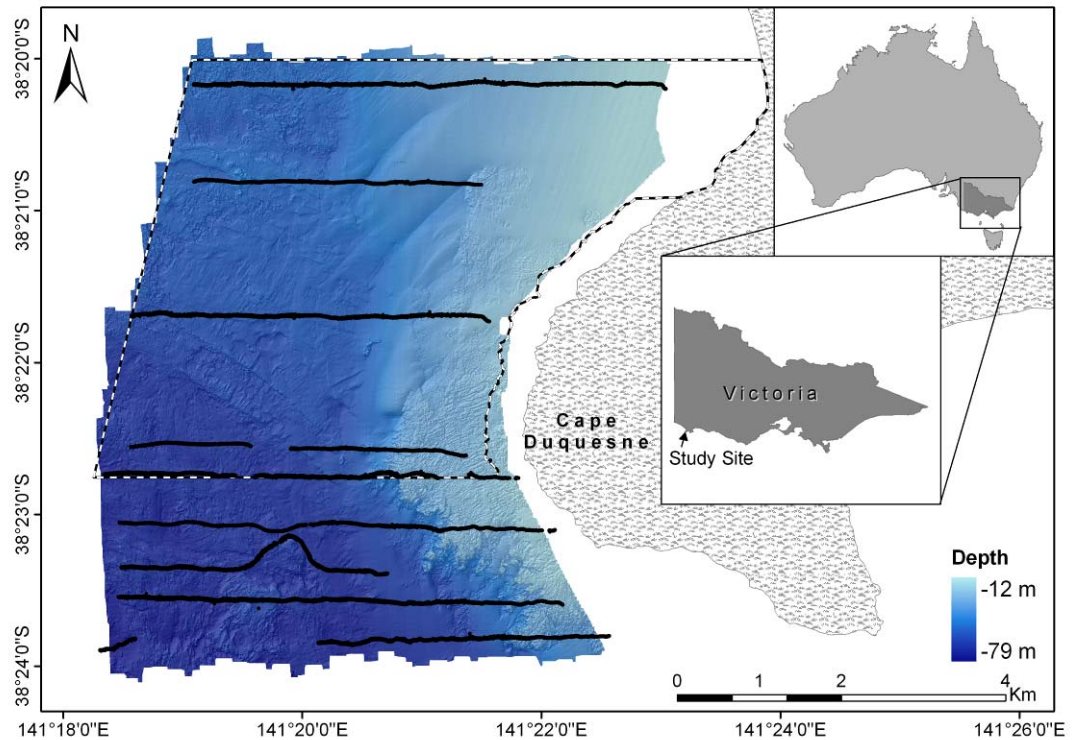 N
38°20'0"S
38°21'0"S
38°22'0"S
38°23'0"S
38°24'0"S
Victoria
Study Site
Cape
Duquesne
Depth
-12 m
-79 m
0 1 2 4
Km
141°18'0"E 141°20'0"E 141°22'0"E 141°24'0"E 141°26'0"E